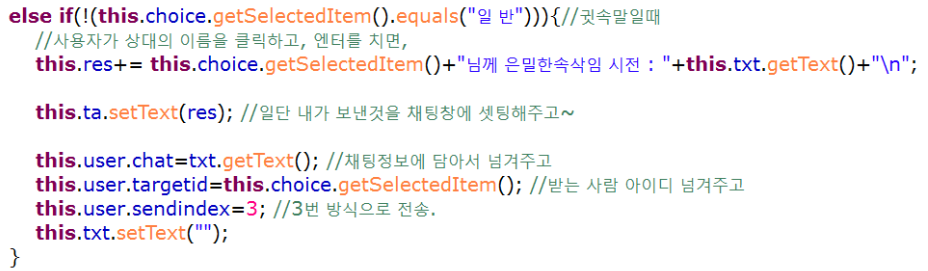 else if(!(this.choice.getSelectedItem().equals("일 반"))){//귓속말일때
//사용자가 상대의 이름을 클릭하고, 엔터를 치면,
this.res+= this.choice.getSelectedItem()+"님께 은밀한속삭임 시전 : "+this.txt.getText()+"\n";
this.ta.setText(res); //일단 내가 보낸것을 채팅창에 셋팅해주고~
this.user.chat=txt.getText(); //채팅정보에 담아서 넘겨주고
this.user.targetid=this.choice.getSelectedItem(); //받는 사람 아이디 넘겨주고
this.user.sendindex=3; //3번 방식으로 전송.
this.txt.setText("");
}